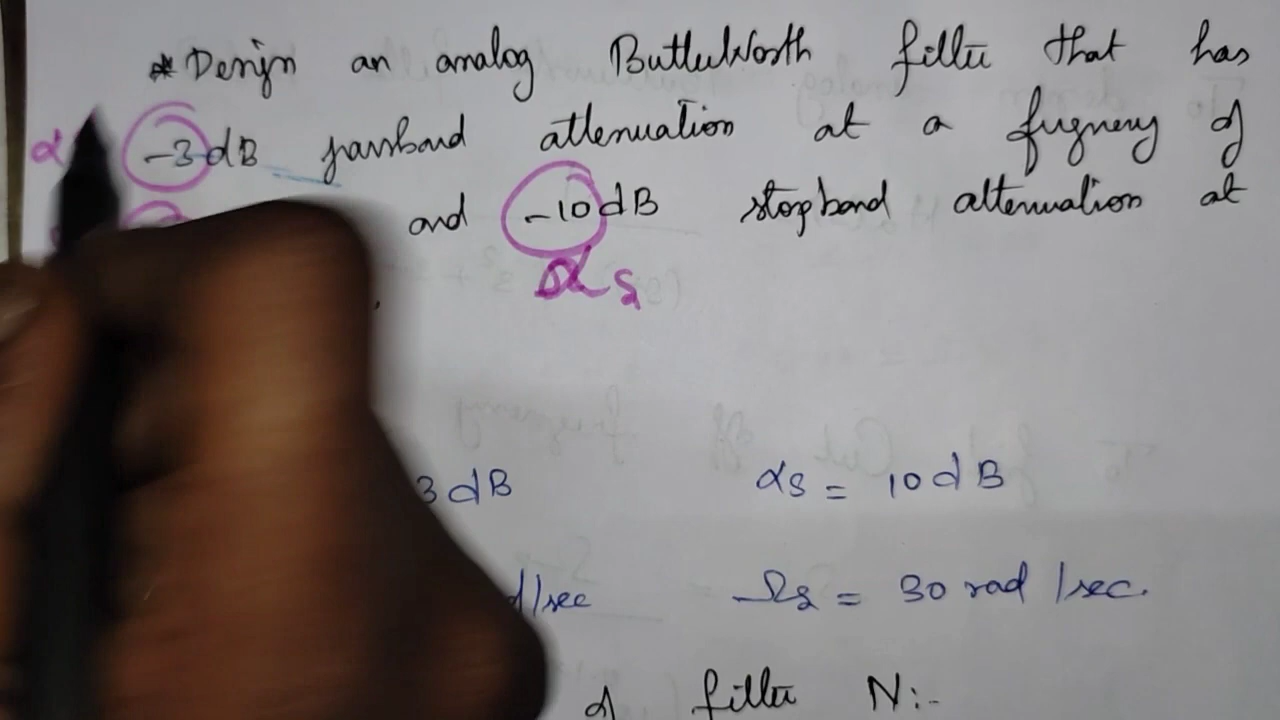 * Design an analog Butterworth filter that has
α -3dB passband attenuation at a frequency of
and -10dB stopband attenuation at
αs
3dB αs = 10dB
d/sec Ωs = 30 rad/sec.
of filter N:-